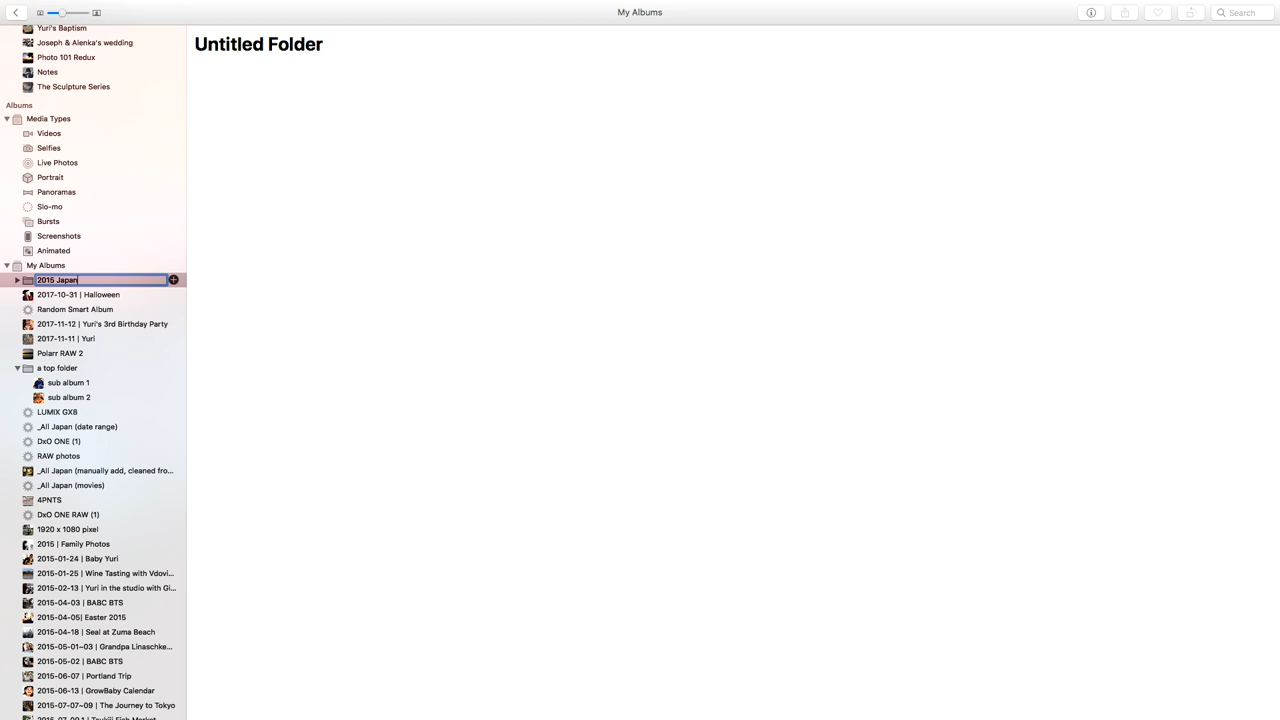 My Albums
Search
Yuri's Baptism
Joseph & Alenka's wedding
Photo 101 Redux
Notes
The Sculpture Series
Albums
Media Types
Videos
Selfies
Live Photos
Portrait
Panoramas
Slo-mo
Bursts
Screenshots
Animated
My Albums
2015 Japan
2017-10-31 | Halloween
Random Smart Album
2017-11-12 | Yuri's 3rd Birthday Party
2017-11-11 | Yuri
Polarr RAW 2
a top folder
sub album 1
sub album 2
LUMIX GX8
_All Japan (date range)
DxO ONE (1)
RAW photos
_All Japan (manually add, cleaned fro...
_All Japan (movies)
4PNTS
DxO ONE RAW (1)
1920 x 1080 pixel
2015 | Family Photos
2015-01-24 | Baby Yuri
2015-01-25 | Wine Tasting with Vdovi...
2015-02-13 | Yuri in the studio with Gi...
2015-04-03 | BABC BTS
2015-04-05| Easter 2015
2015-04-18 | Seal at Zuma Beach
2015-05-01~03 | Grandpa Linaschke...
2015-05-02 | BABC BTS
2015-06-07 | Portland Trip
2015-06-13 | GrowBaby Calendar
2015-07-07~09 | The Journey to Tokyo
Untitled Folder